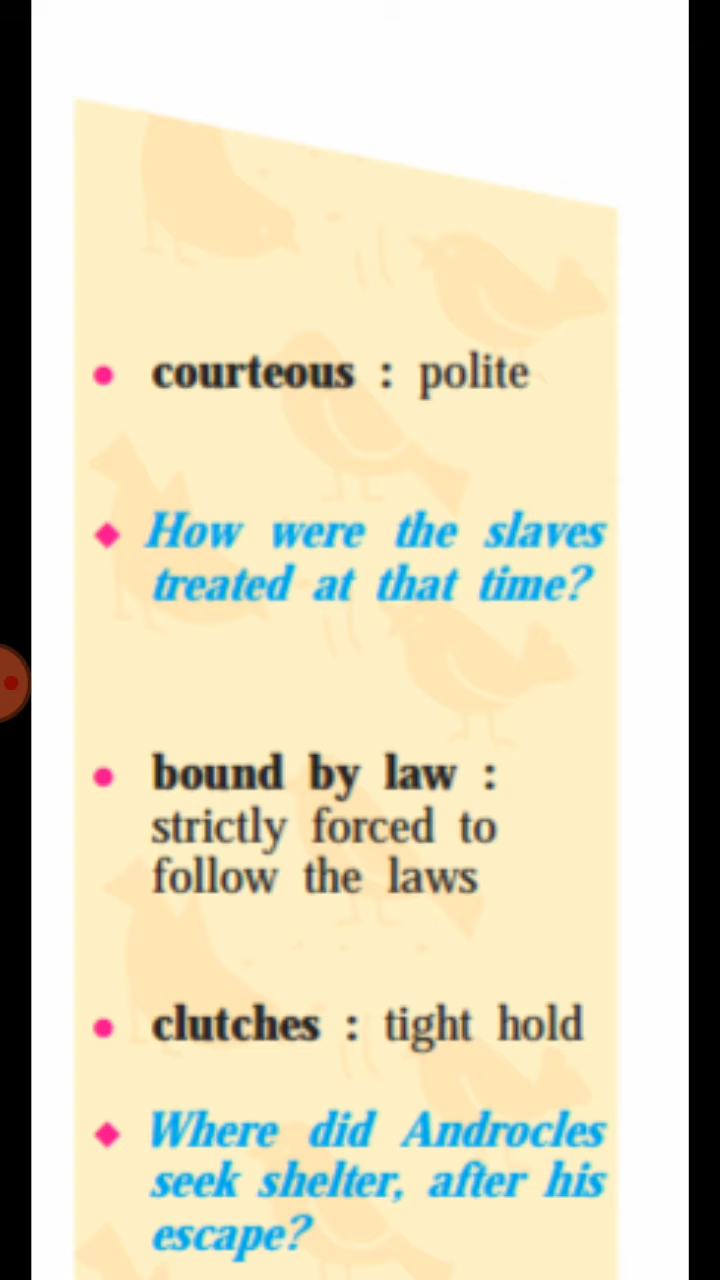 ● courteous : polite
◆ How were the slaves
treated at that time?
● bound by law :
strictly forced to
follow the laws
● clutches : tight hold
◆ Where did Androcles
seek shelter, after his
escape?